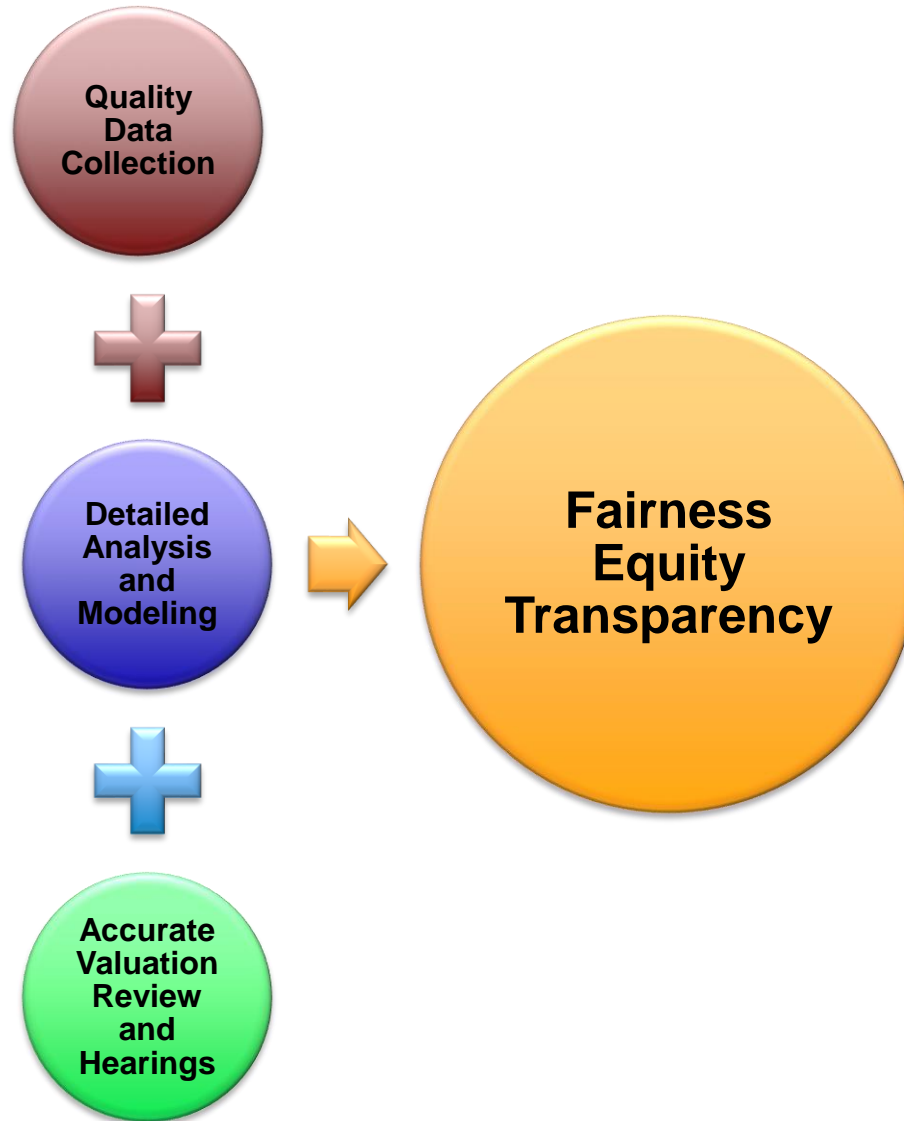 Quality
Data
Collection
Detailed
Analysis
and
Modeling
Fairness
Equity
Transparency
Accurate
Valuation
Review
and
Hearings